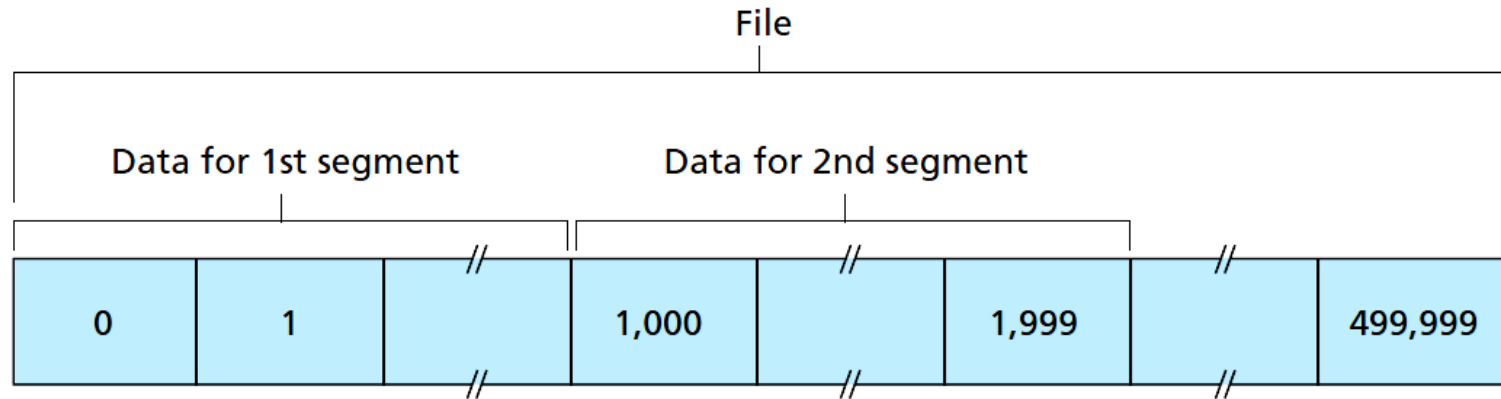 File
Data for 1st segment Data for 2nd segment
0 1 1,000 1,999 499,999